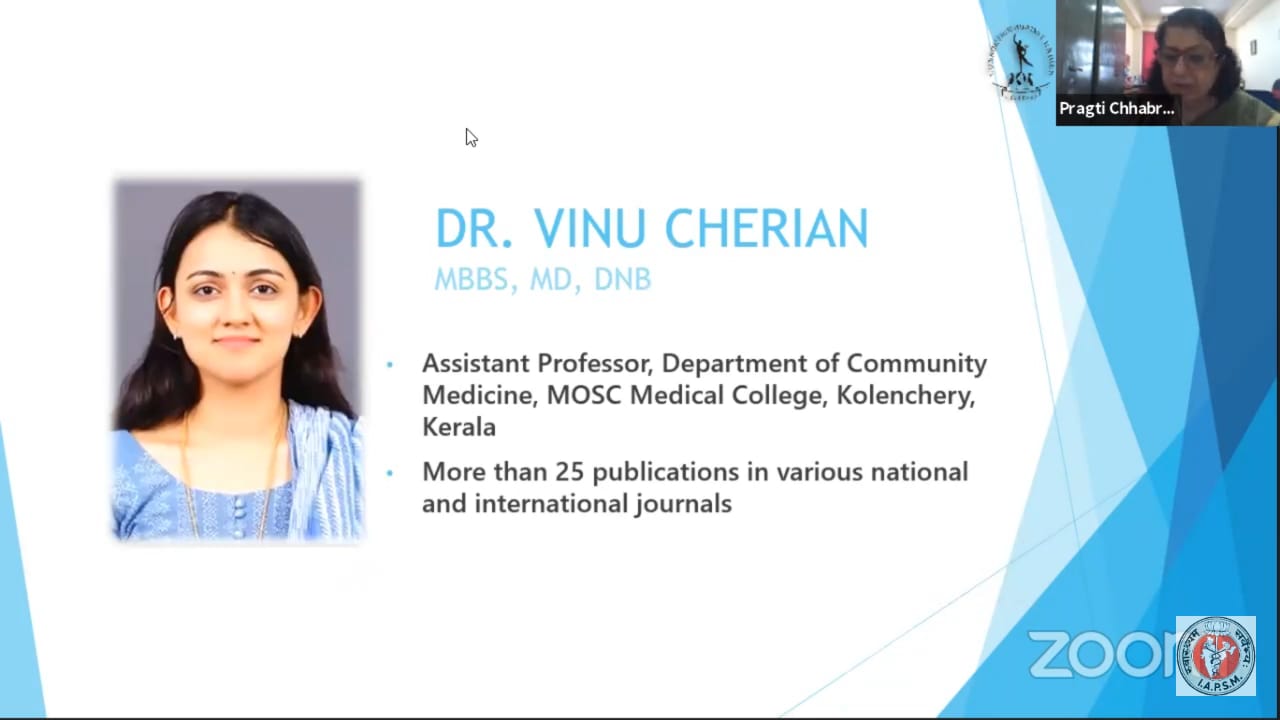 Pragti Chhabr...
DR. VINU CHERIAN
MBBS, MD, DNB
• Assistant Professor, Department of Community
Medicine, MOSC Medical College, Kolenchery,
Kerala
• More than 25 publications in various national
and international journals
zoom
I.A.P.S.M.